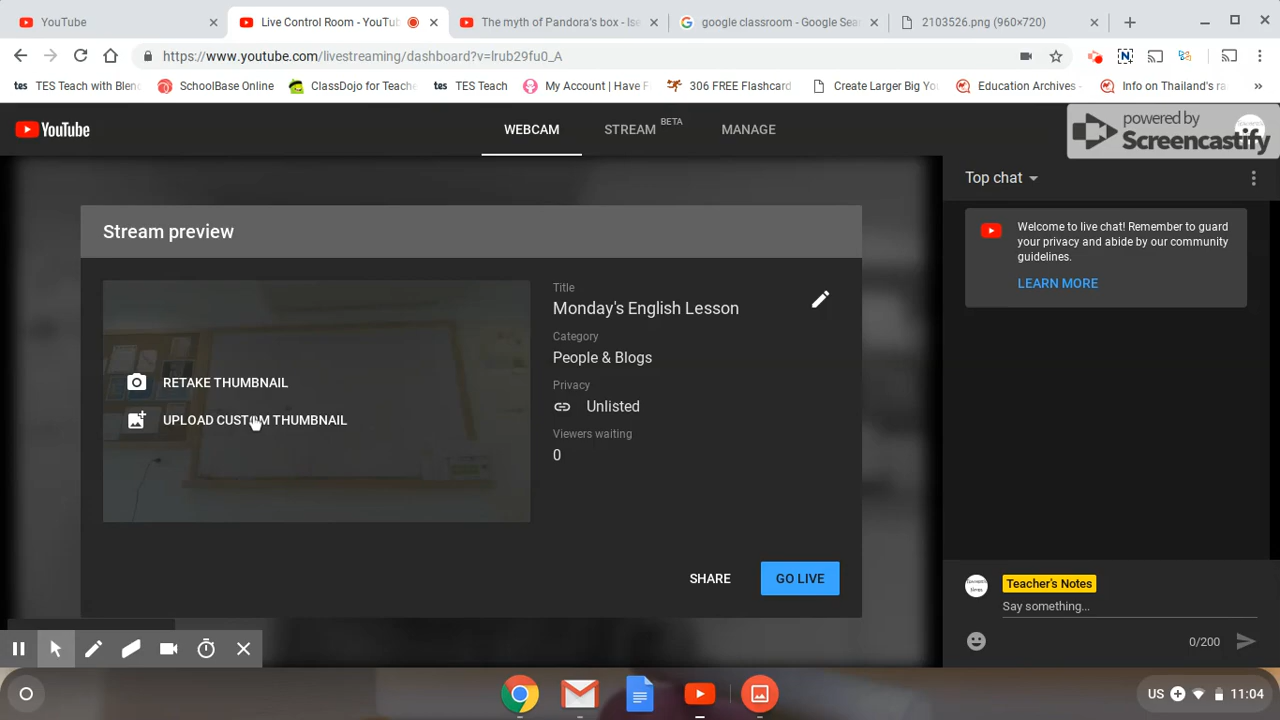 YouTube
Live Control Room - YouTu
The myth of Pandora's box - Ise
google classroom - Google Sea
2103526.png (960×720)
https://www.youtube.com/livestreaming/dashboard?v=lrub29fu0_A
tes TES Teach with Blen
SchoolBase Online
ClassDojo for Teache
tes TES Teach
My Account | Have F
306 FREE Flashcard
Create Larger Big Yo
Education Archives -
Info on Thailand's ra
»
YouTube
WEBCAM
STREAM BETA
MANAGE
powered by
Screencastify
Top chat
Stream preview
Welcome to live chat! Remember to guard
your privacy and abide by our community
guidelines.
LEARN MORE
RETAKE THUMBNAIL
UPLOAD CUSTOM THUMBNAIL
Title
Monday's English Lesson
Category
People & Blogs
Privacy
Unlisted
Viewers waiting
0
SHARE
GO LIVE
Teacher's Notes
Say something...
0/200
US
11:04